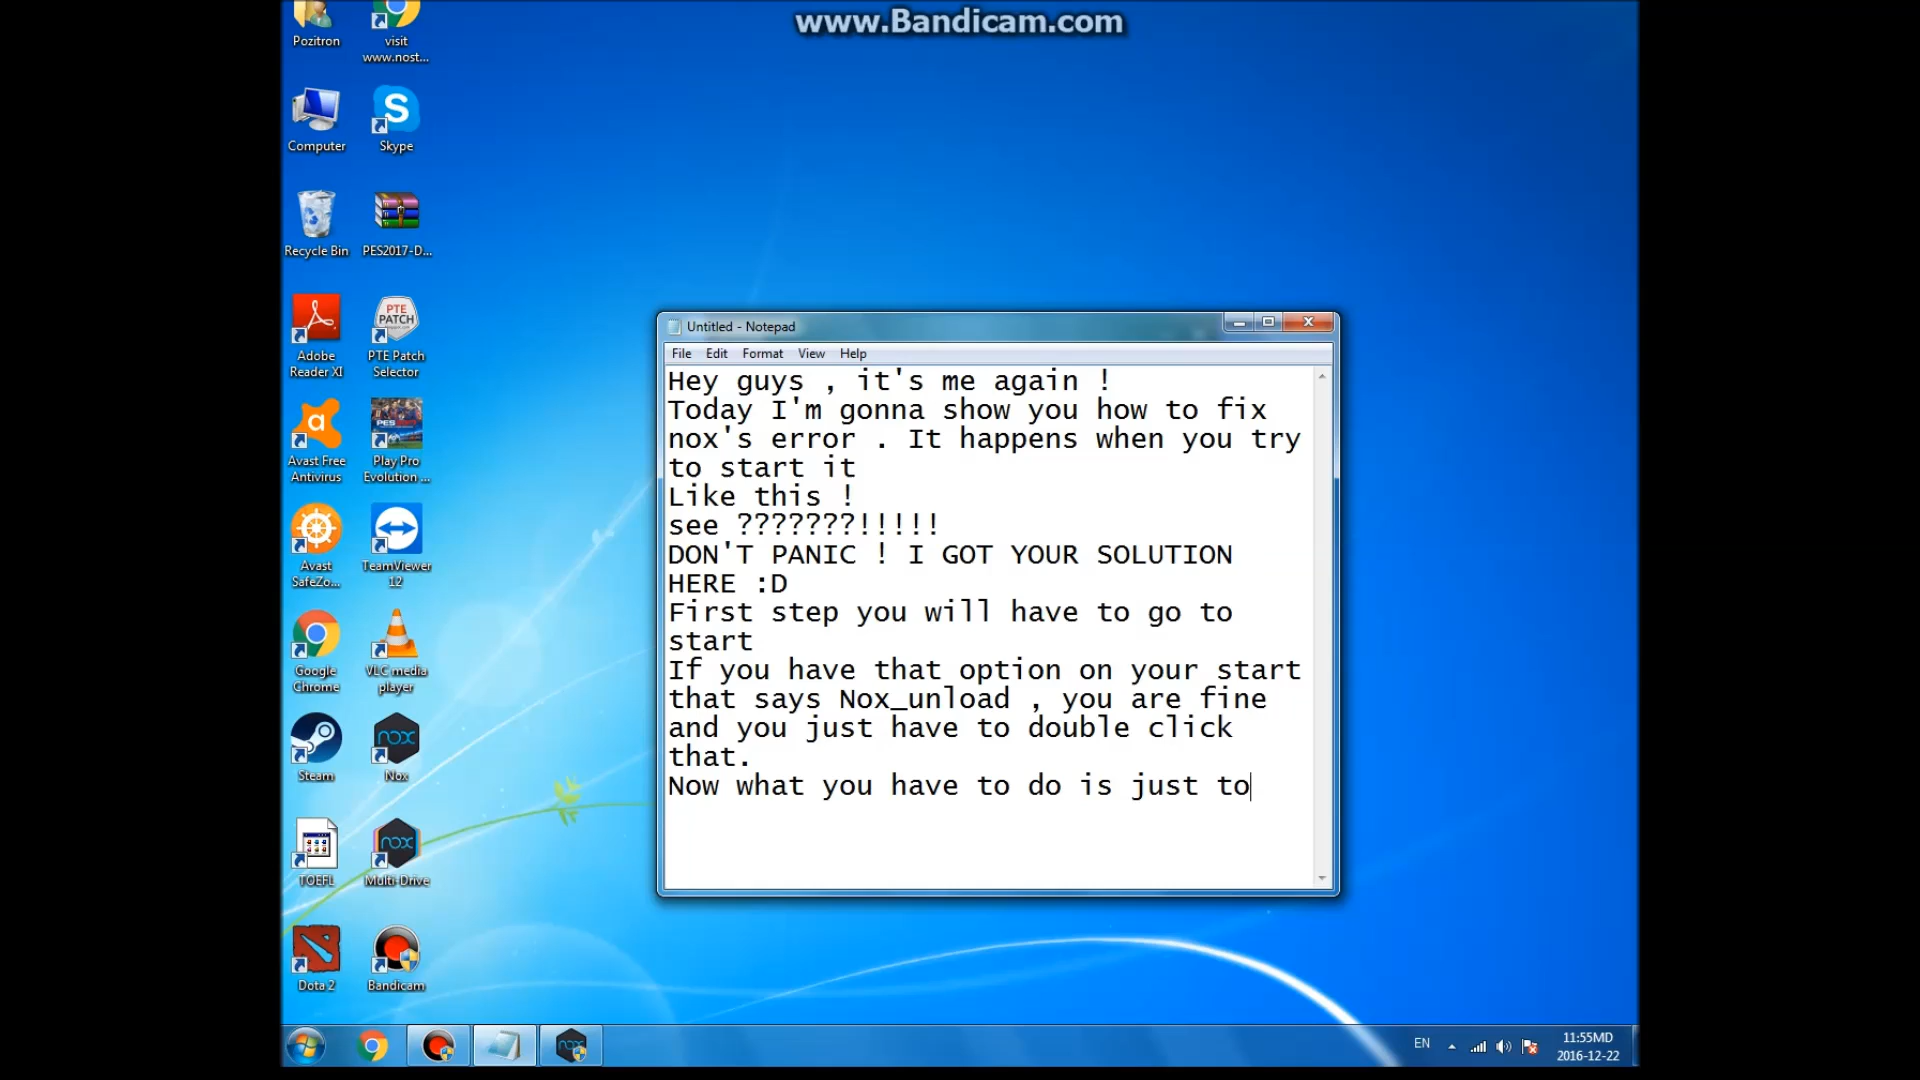 www.Bandicam.com
Pozitron
visit
www.nost...
Computer
Skype
Recycle Bin
PES2017-D...
Adobe
Reader XI
PTE
PATCH
PTE Patch
Selector
Avast Free
Antivirus
PES
Play Pro
Evolution ...
Avast
SafeZo...
TeamViewer
12
Google
Chrome
VLC media
player
Steam
nox
Nox
TOEFL
nox
Multi-Drive
Dota 2
Bandicam
Untitled - Notepad
File Edit Format View Help
Hey guys , it's me again !
Today I'm gonna show you how to fix
nox's error . It happens when you try
to start it
Like this !
see ???????!!!!!
DON'T PANIC ! I GOT YOUR SOLUTION
HERE :D
First step you will have to go to
start
If you have that option on your start
that says Nox_unload , you are fine
and you just have to double click
that.
Now what you have to do is just to
nox
EN
11:55MD
2016-12-22